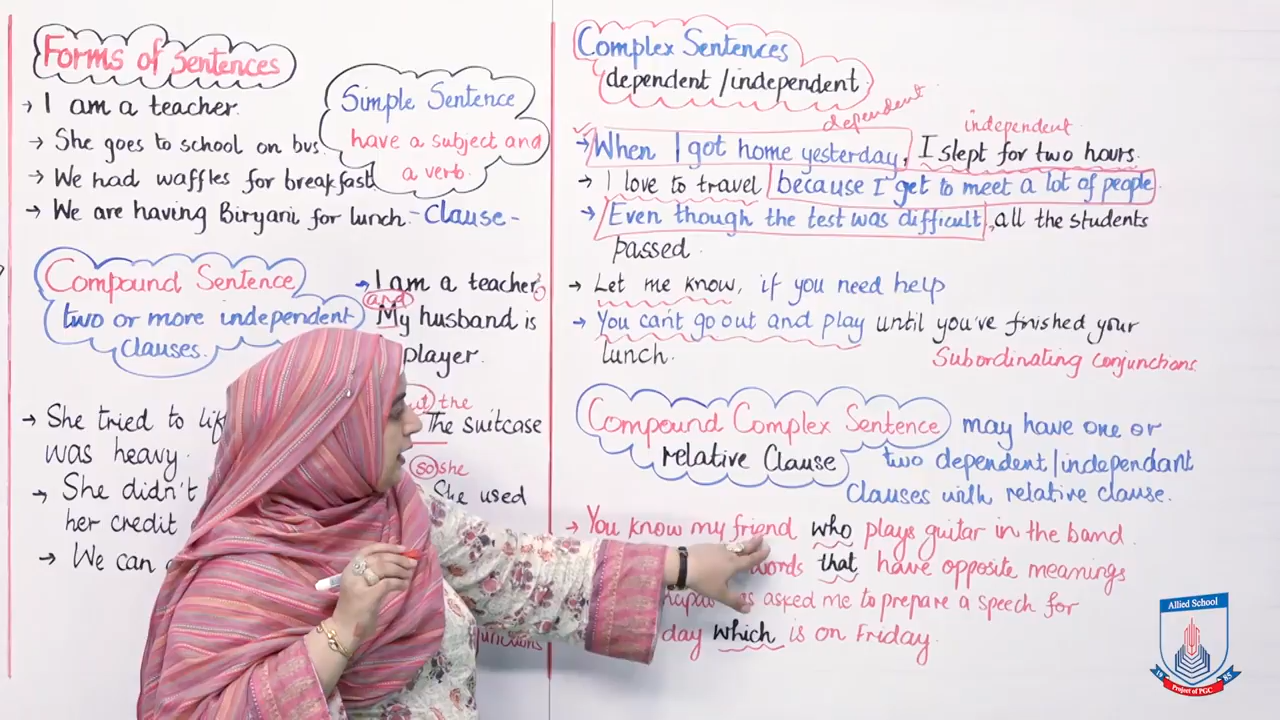 Forms of Sentences
→ I am a teacher.
→ She goes to school on bus.
→ We had waffles for breakfast
→ We are having Biryani for lunch - Clause -
Simple Sentence
have a subject and
a verb.
Compound Sentence
two or more independent
clauses.
→ I am a teacher
and
My husband is
player.
→ She tried to
the
The suitcase
was heavy.
so she
→ She didn't
She used
her credit
→ We can
Complex Sentences
dependent / independent
dependent
independent
→ When I got home yesterday, I slept for two hours.
→ I love to travel because I get to meet a lot of people.
→ Even though the test was difficult, all the students
passed.
→ Let me know, if you need help
→ You can't go out and play until you've finished your
lunch.
Subordinating conjunctions
Compound Complex Sentence may have one or
relative Clause two dependent/independant
Clauses with relative clause.
→ You know my friend who plays guitar in the band.
words that have opposite meanings
asked me to prepare a speech for
day which is on Friday.
Allied School
19 85
Project of PGC